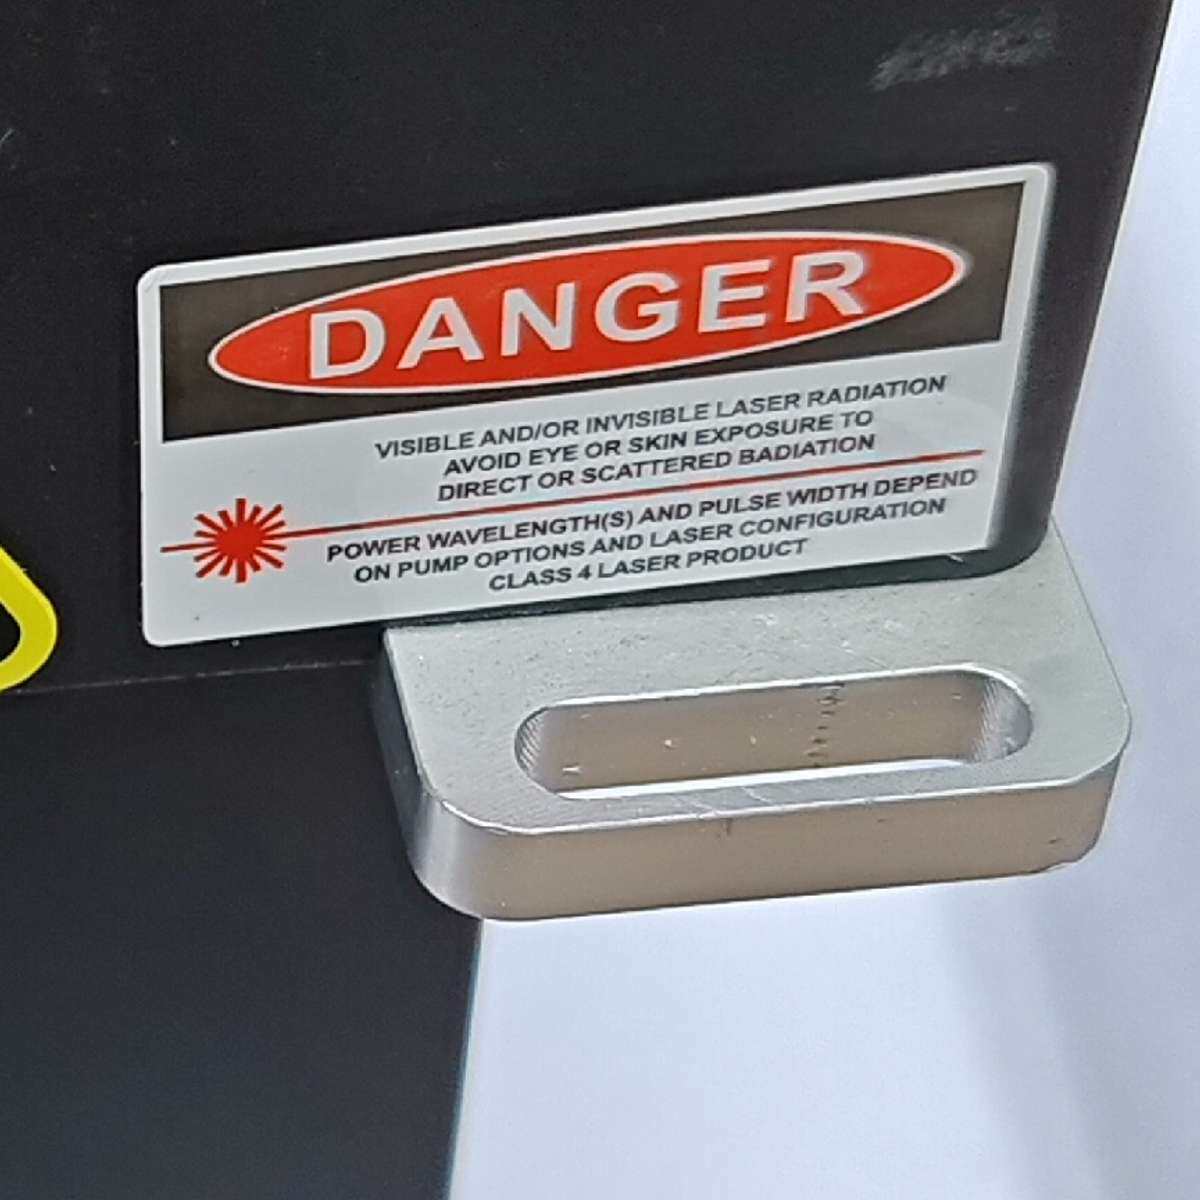 DANGER
VISIBLE AND/OR INVISIBLE LASER RADIATION
AVOID EYE OR SKIN EXPOSURE TO
DIRECT OR SCATTERED BADIATION
POWER WAVELENGTH(S) AND PULSE WIDTH DEPEND
ON PUMP OPTIONS AND LASER CONFIGURATION
CLASS 4 LASER PRODUCT